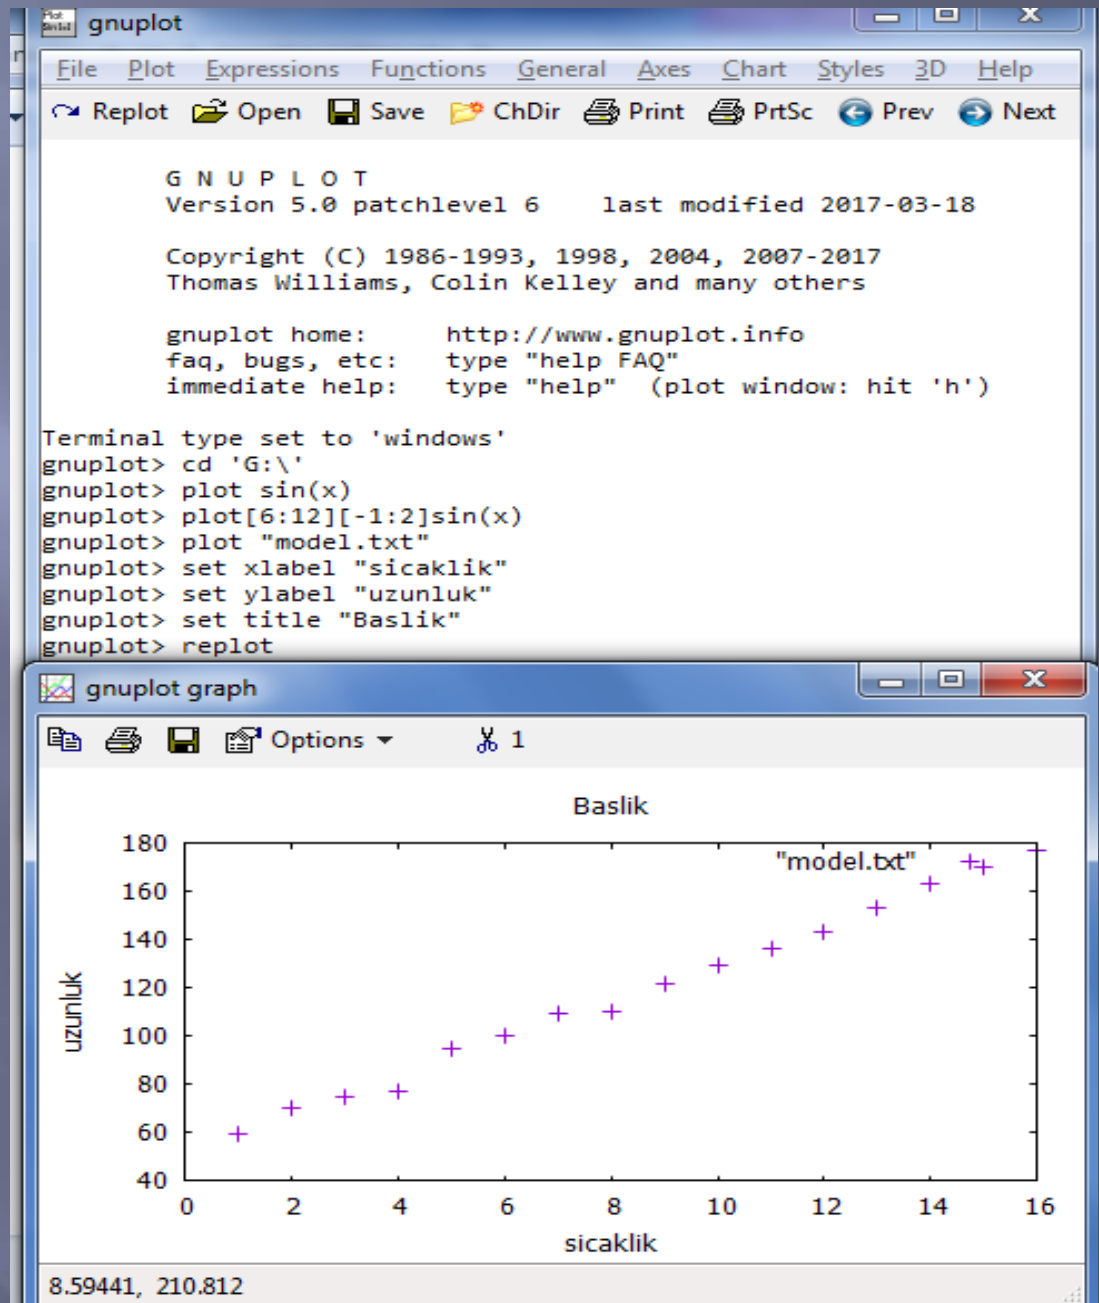 gnuplot
File Plot Expressions Functions General Axes Chart Styles 3D Help
Replot Open Save ChDir Print PrtSc Prev Next
G N U P L O T
Version 5.0 patchlevel 6 last modified 2017-03-18
Copyright (C) 1986-1993, 1998, 2004, 2007-2017
Thomas Williams, Colin Kelley and many others
gnuplot home: http://www.gnuplot.info
faq, bugs, etc: type "help FAQ"
immediate help: type "help" (plot window: hit 'h')
Terminal type set to 'windows'
gnuplot> cd 'G:\'
gnuplot> plot sin(x)
gnuplot> plot[6:12][-1:2]sin(x)
gnuplot> plot "model.txt"
gnuplot> set xlabel "sicaklik"
gnuplot> set ylabel "uzunluk"
gnuplot> set title "Baslik"
gnuplot> replot
gnuplot graph
Options 1
Baslik
"model.txt"
180
160
140
120
100
80
60
40
uzunluk
0 2 4 6 8 10 12 14 16
sicaklik
8.59441, 210.812